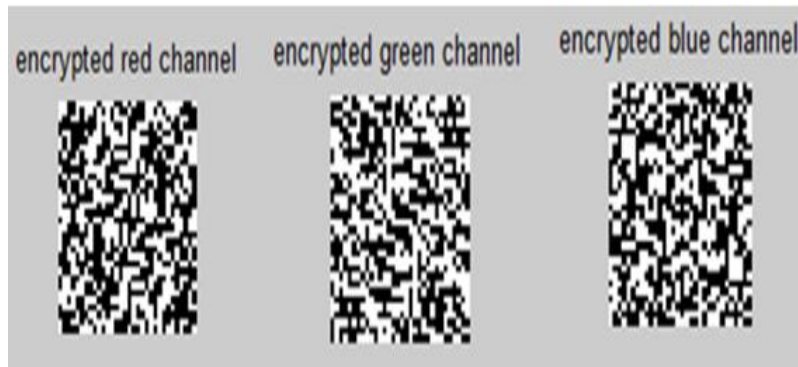 encrypted red channel
encrypted green channel
encrypted blue channel